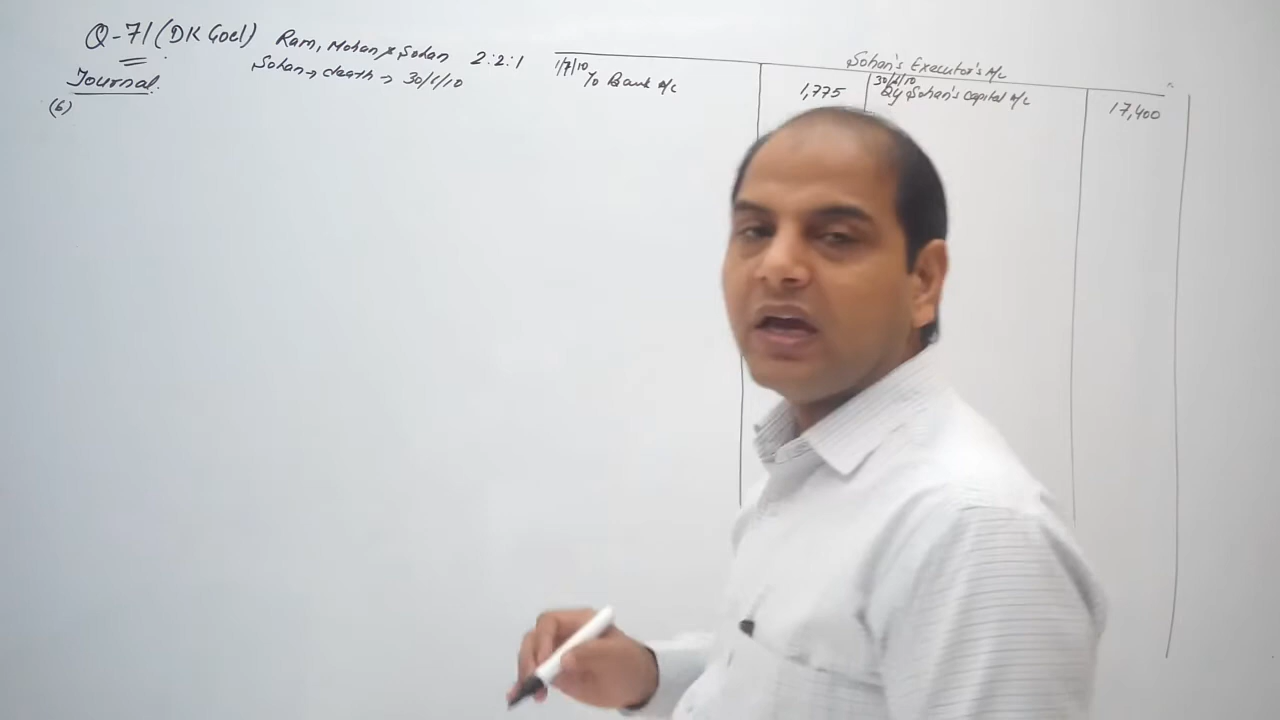 Q-71 (DK Goel) Ram, Mohan & Sohan 2:2:1
Sohan → death → 30/6/10
Journal.
(6)
Sohan's Executor's A/c
1/7/10 To Bank A/c 1,775
30/6/10 By Sohan's Capital A/c 17,400